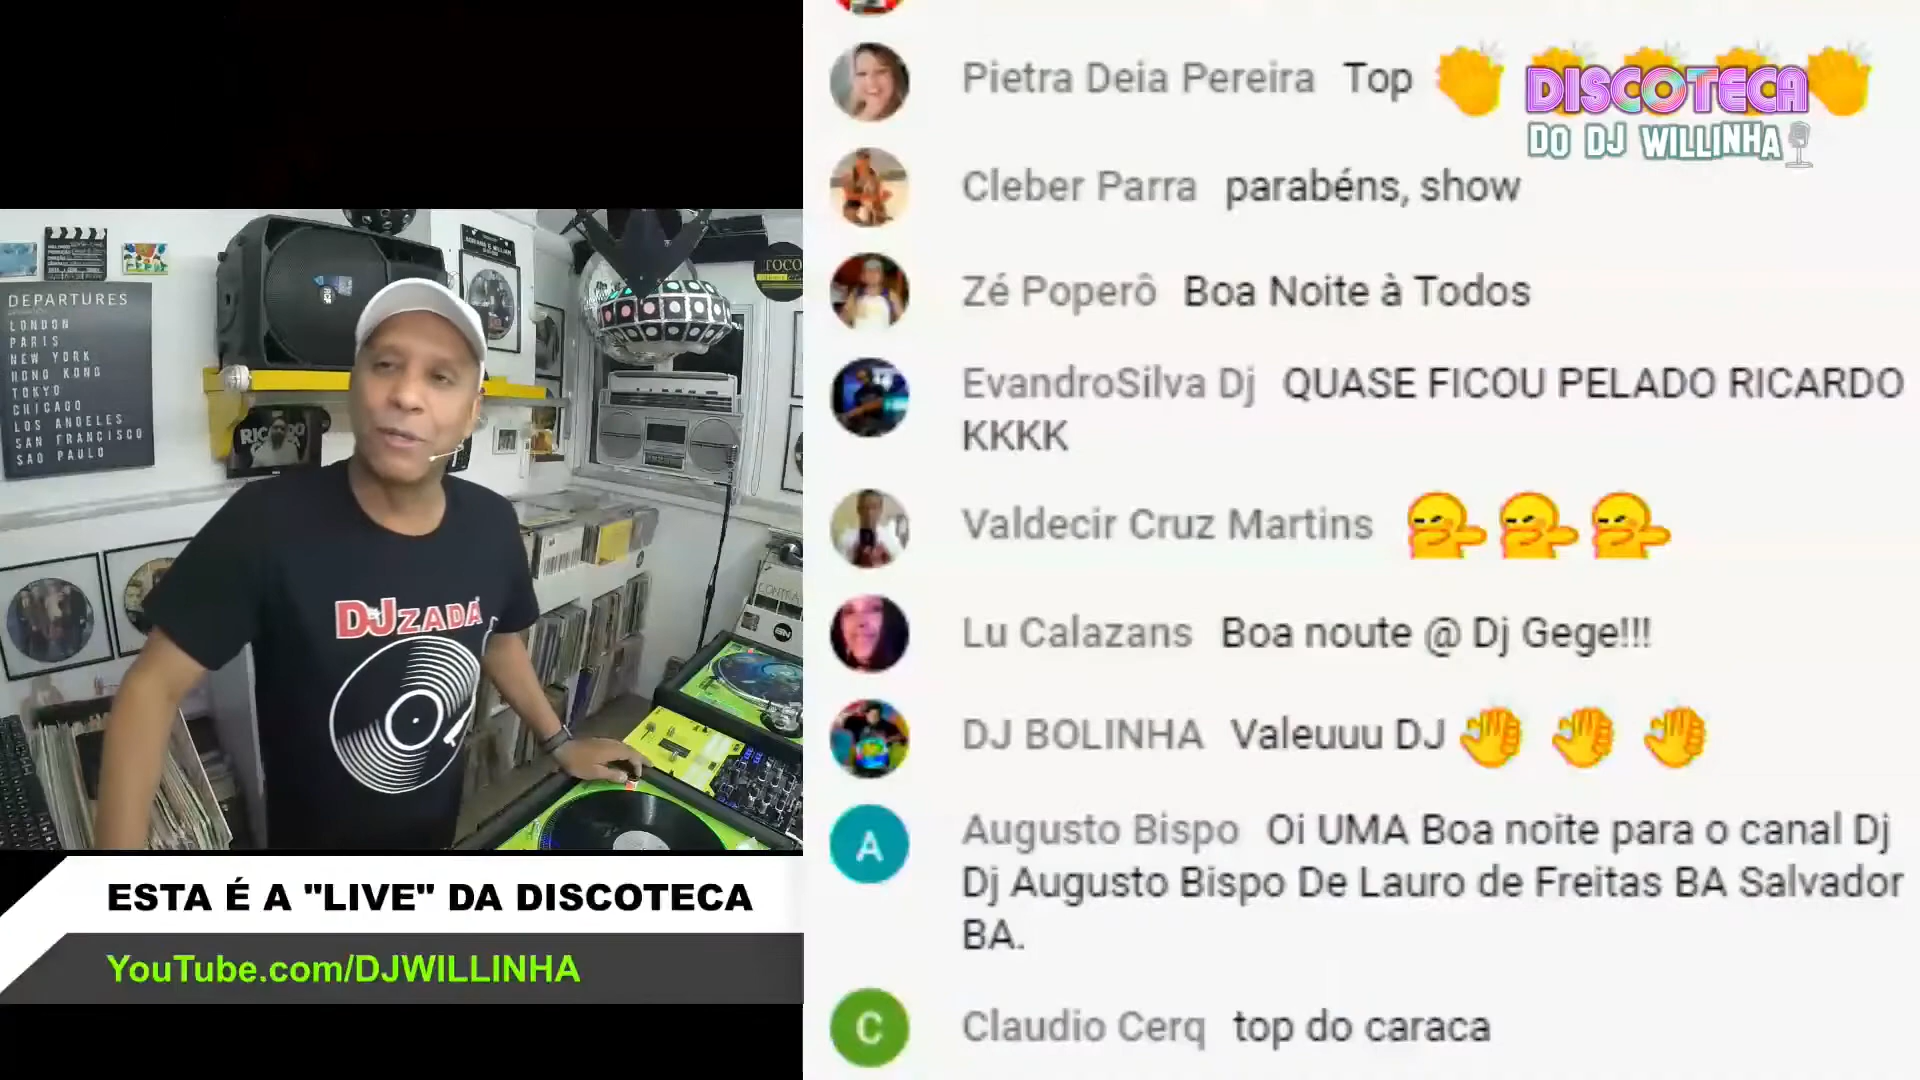 DEPARTURES
LONDON
PARIS
NEW YORK
HONG KONG
TOKYO
CHICAGO
LOS ANGELES
SAN FRANCISCO
SAO PAULO
TOCO
RICARDO
CONTRA
DJZADA
ESTA É A "LIVE" DA DISCOTECA
YouTube.com/DJWILLINHA
DISCOTECA
DO DJ WILLINHA
Pietra Deia Pereira Top 👏
Cleber Parra parabéns, show
Zé Poperô Boa Noite à Todos
EvandroSilva Dj QUASE FICOU PELADO RICARDO
KKKK
Valdecir Cruz Martins
Lu Calazans Boa noute @ Dj Gege!!!
DJ BOLINHA Valeuuu DJ
A
Augusto Bispo Oi UMA Boa noite para o canal Dj
Dj Augusto Bispo De Lauro de Freitas BA Salvador
BA.
C
Claudio Cerq top do caraca